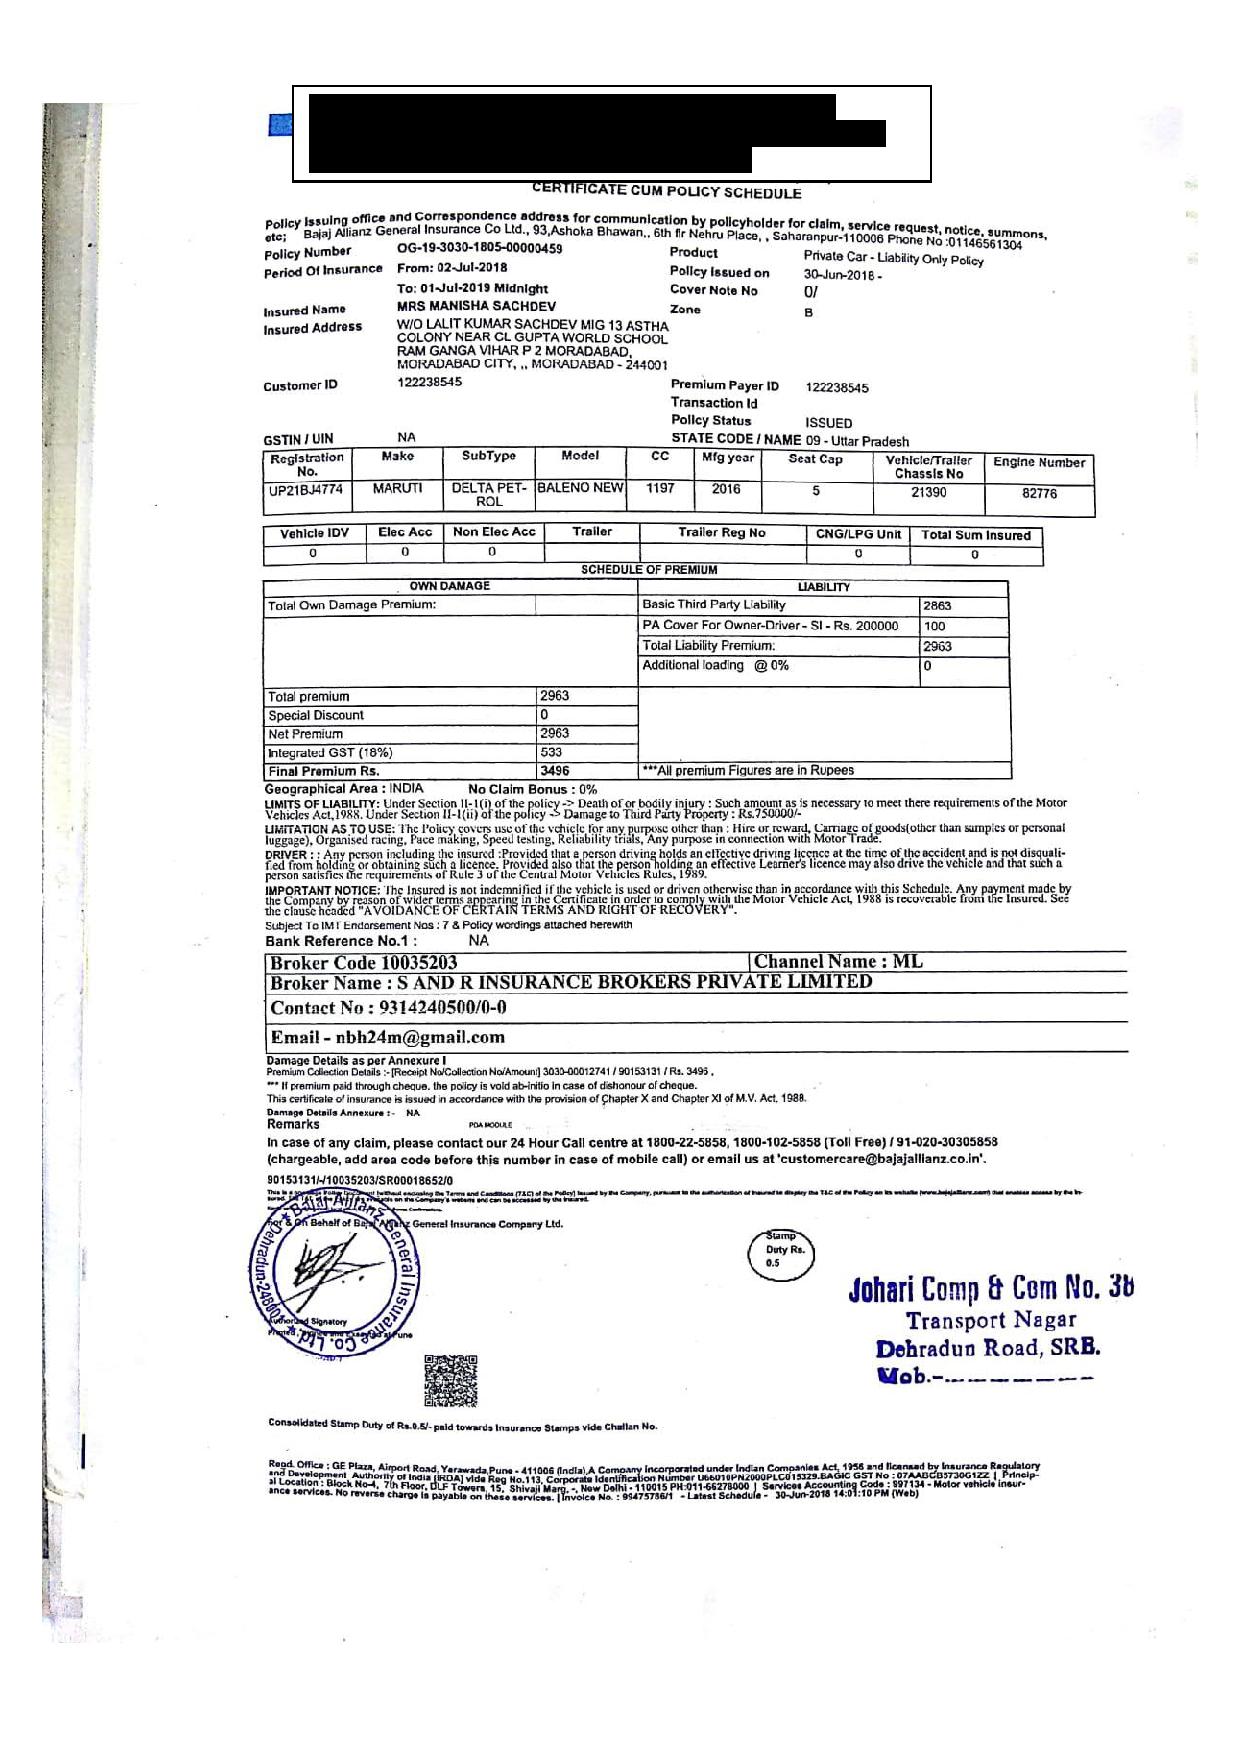 CERTIFICATE CUM POLICY SCHEDULE
Policy Issuing office and Correspondence address for communication by policyholder for claim, service request, notice, summons,
etc; Bajaj Allianz General Insurance Co Ltd., 93,Ashoka Bhawan,. 6th flr Nehru Place, , Saharanpur-110006 Phone No :01146561304
Policy Number OG-19-3030-1805-00000459 Product Private Car - Liability Only Policy
Period Of Insurance From: 02-Jul-2018 Policy Issued on 30-Jun-2018 -
To: 01-Jul-2019 Midnight Cover Note No 0/
Insured Name MRS MANISHA SACHDEV Zone B
Insured Address W/O LALIT KUMAR SACHDEV MIG 13 ASTHA
COLONY NEAR CL GUPTA WORLD SCHOOL
RAM GANGA VIHAR P 2 MORADABAD,
MORADABAD CITY, ,, MORADABAD - 244001
Customer ID 122238545 Premium Payer ID 122238545
Transaction Id
Policy Status ISSUED
GSTIN / UIN NA STATE CODE / NAME 09 - Uttar Pradesh
Registration No. Make SubType Model CC Mfg year Seat Cap Vehicle/Trailer Chassis No Engine Number
UP21BJ4774 MARUTI DELTA PET-ROL BALENO NEW 1197 2016 5 21390 82776
Vehicle IDV Elec Acc Non Elec Acc Trailer Trailer Reg No CNG/LPG Unit Total Sum Insured
0 0 0 0 0
SCHEDULE OF PREMIUM
OWN DAMAGE LIABILITY
Total Own Damage Premium: Basic Third Party Liability 2863
PA Cover For Owner-Driver - SI - Rs. 200000 100
Total Liability Premium: 2963
Additional loading @ 0% 0
Total premium 2963
Special Discount 0
Net Premium 2963
Integrated GST (18%) 533
Final Premium Rs. 3496 ***All premium Figures are in Rupees
Geographical Area : INDIA No Claim Bonus : 0%
LIMITS OF LIABILITY: Under Section II-1(i) of the policy -> Death of or bodily injury : Such amount as is necessary to meet there requirements of the Motor
Vehicles Act,1988. Under Section II-1(ii) of the policy -> Damage to Third Party Property : Rs.750000/-
LIMITATION AS TO USE: The Policy covers use of the vehicle for any purpose other than : Hire or reward, Carriage of goods(other than samples or personal
luggage), Organised racing, Pace making, Speed testing, Reliability trials, Any purpose in connection with Motor Trade.
DRIVER : : Any person including the insured :Provided that a person driving holds an effective driving licence at the time of the accident and is not disquali-
fied from holding or obtaining such a licence. Provided also that the person holding an effective Learner's licence may also drive the vehicle and that such a
person satisfies the requirements of Rule 3 of the Central Motor Vehicles Rules, 1989.
IMPORTANT NOTICE: The Insured is not indemnified if the vehicle is used or driven otherwise than in accordance with this Schedule. Any payment made by
the Company by reason of wider terms appearing in the Certificate in order to comply with the Motor Vehicle Act, 1988 is recoverable from the Insured. See
the clause headed "AVOIDANCE OF CERTAIN TERMS AND RIGHT OF RECOVERY".
Subject To IMT Endorsement Nos : 7 & Policy wordings attached herewith
Bank Reference No.1 : NA
Broker Code 10035203 Channel Name : ML
Broker Name : S AND R INSURANCE BROKERS PRIVATE LIMITED
Contact No : 9314240500/0-0
Email - nbh24m@gmail.com
Damage Details as per Annexure I
Premium Collection Details :-[Receipt No/Collection No/Amount] 3030-00012741 / 90153131 / Rs. 3496 ,
*** If premium paid through cheque, the policy is void ab-initio in case of dishonour of cheque.
This certificate of insurance is issued in accordance with the provision of Chapter X and Chapter XI of M.V. Act, 1988.
Damage Details Annexure :- NA
Remarks PDA MODULE
In case of any claim, please contact our 24 Hour Call centre at 1800-22-5858, 1800-102-5858 (Toll Free) / 91-020-30305858
(chargeable, add area code before this number in case of mobile call) or email us at 'customercare@bajajallianz.co.in'.
90153131/-/10035203/SR00018652/0
For & On Behalf of Bajaj Allianz General Insurance Company Ltd.
Bajaj Allianz General Insurance Co. Ltd. ★ Dehradun-248001 ★
Authorized Signatory
Stamp
Duty Rs.
0.5
Johari Comp & Com No. 3b
Transport Nagar
Dehradun Road, SRB.
Mob.-
Consolidated Stamp Duty of Rs.0.5/- paid towards Insurance Stamps vide Challan No.
Regd. Office : GE Plaza, Airport Road, Yerawada,Pune - 411006 (India),A Company Incorporated under Indian Companies Act, 1956 and licensed by Insurance Regulatory
and Development Authority of India [IRDA] vide Reg No.113, Corporate Identification Number U66010PN2000PLC015329.BAGIC GST No : 07AABCB5730G1ZZ | Princip-
al Location : Block No-4, 7th Floor, DLF Towers, 15, Shivaji Marg, -, New Delhi - 110015 PH:011-66278000 | Services Accounting Code : 997134 - Motor vehicle insur-
ance services. No reverse charge is payable on these services. | Invoice No. : 99475786/1 - Latest Schedule - 30-Jun-2018 14:01:10 PM (Web)